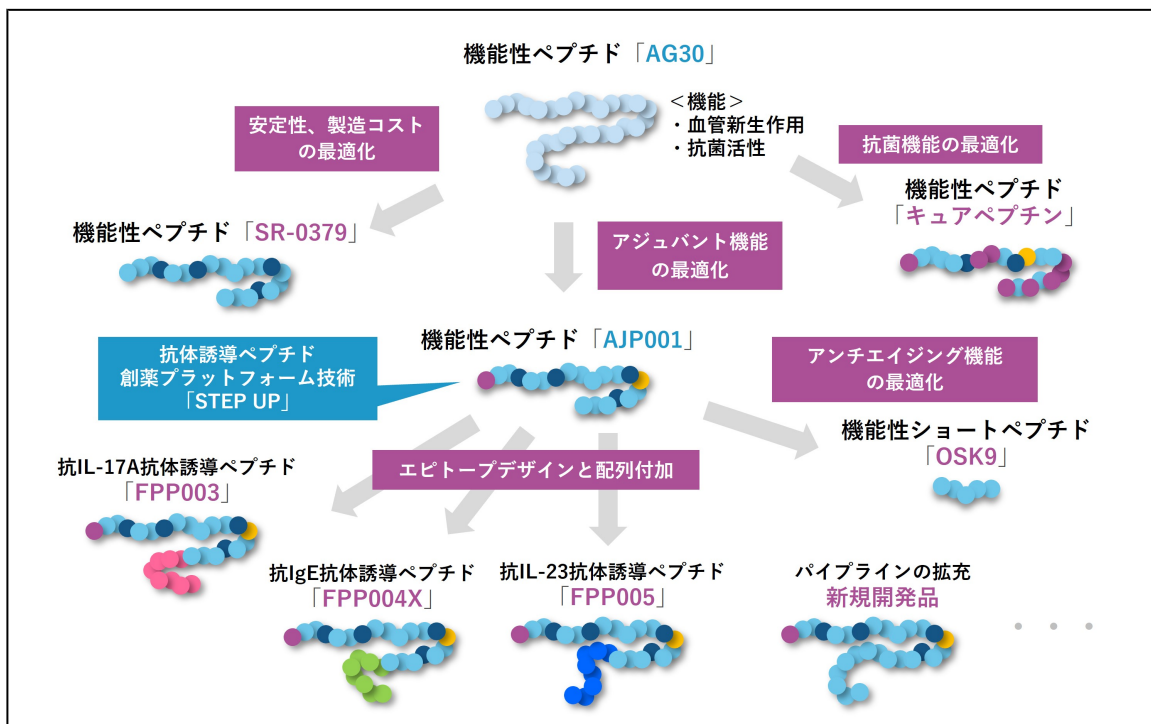 機能性ペプチド「AG30」
＜機能＞
・血管新生作用
・抗菌活性
安定性、製造コスト
の最適化
抗菌機能の最適化
機能性ペプチド
「キュアペプチン」
機能性ペプチド「SR-0379」
アジュバント機能
の最適化
機能性ペプチド「AJP001」
抗体誘導ペプチド
創薬プラットフォーム技術
「STEP UP」
アンチエイジング機能
の最適化
機能性ショートペプチド
「OSK9」
エピトープデザインと配列付加
抗IL-17A抗体誘導ペプチド
「FPP003」
抗IgE抗体誘導ペプチド
「FPP004X」
抗IL-23抗体誘導ペプチド
「FPP005」
パイプラインの拡充
新規開発品
・・・